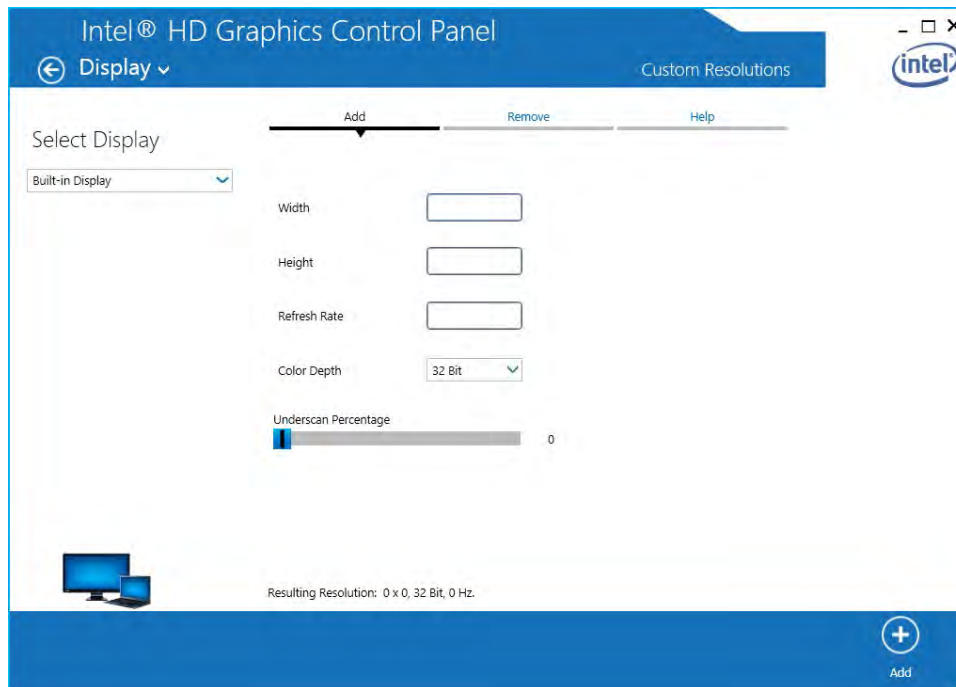 Intel® HD Graphics Control Panel
Display
Custom Resolutions
intel
Select Display
Built-in Display
Add
Remove
Help
Width
Height
Refresh Rate
Color Depth
32 Bit
Underscan Percentage
0
Resulting Resolution: 0 x 0, 32 Bit, 0 Hz.
Add